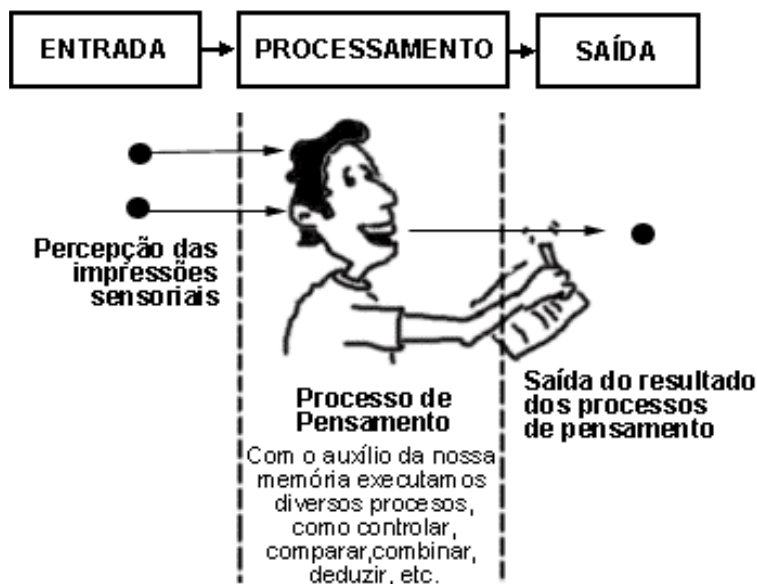 ENTRADA
PROCESSAMENTO
SAÍDA
Percepção das
impressões
sensoriais
Processo de
Pensamento
Com o auxílio da nossa
memória executamos
diversos procesos,
como controlar,
comparar,combinar,
deduzir, etc.
Saída do resultado
dos processos
de pensamento